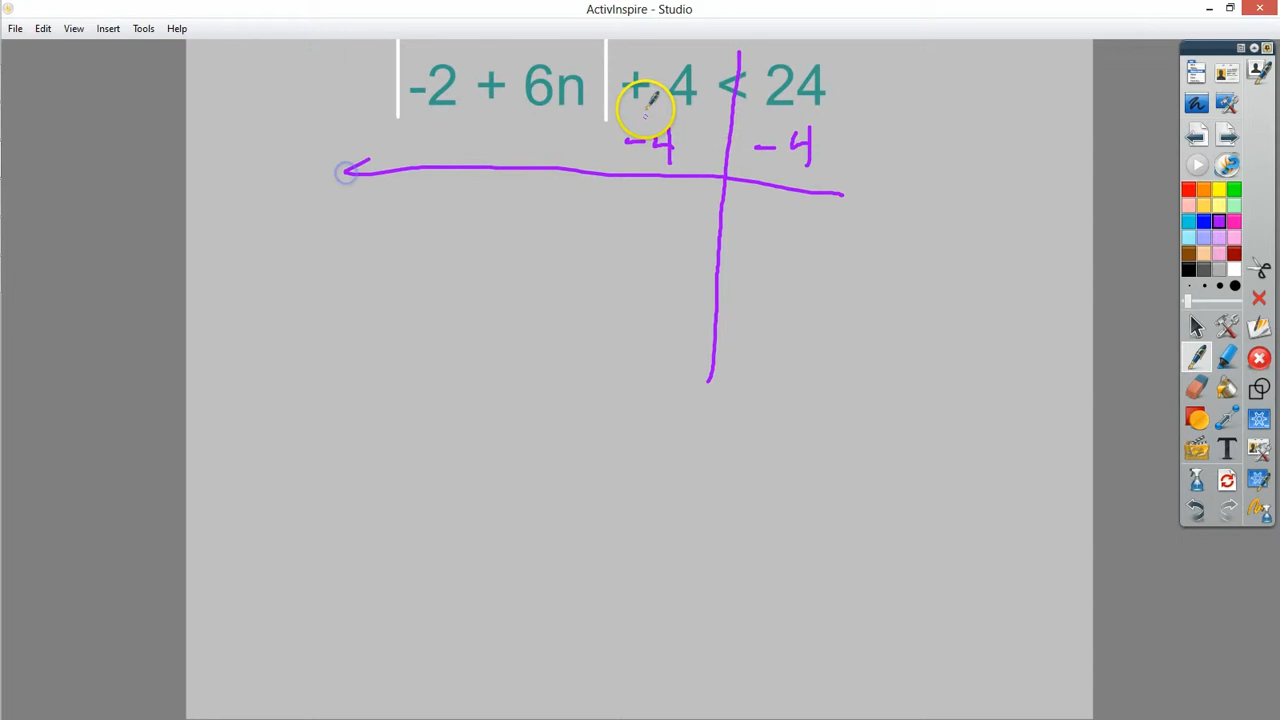 ActivInspire - Studio
File Edit View Insert Tools Help
|-2 + 6n| + 4 < 24
-4 -4